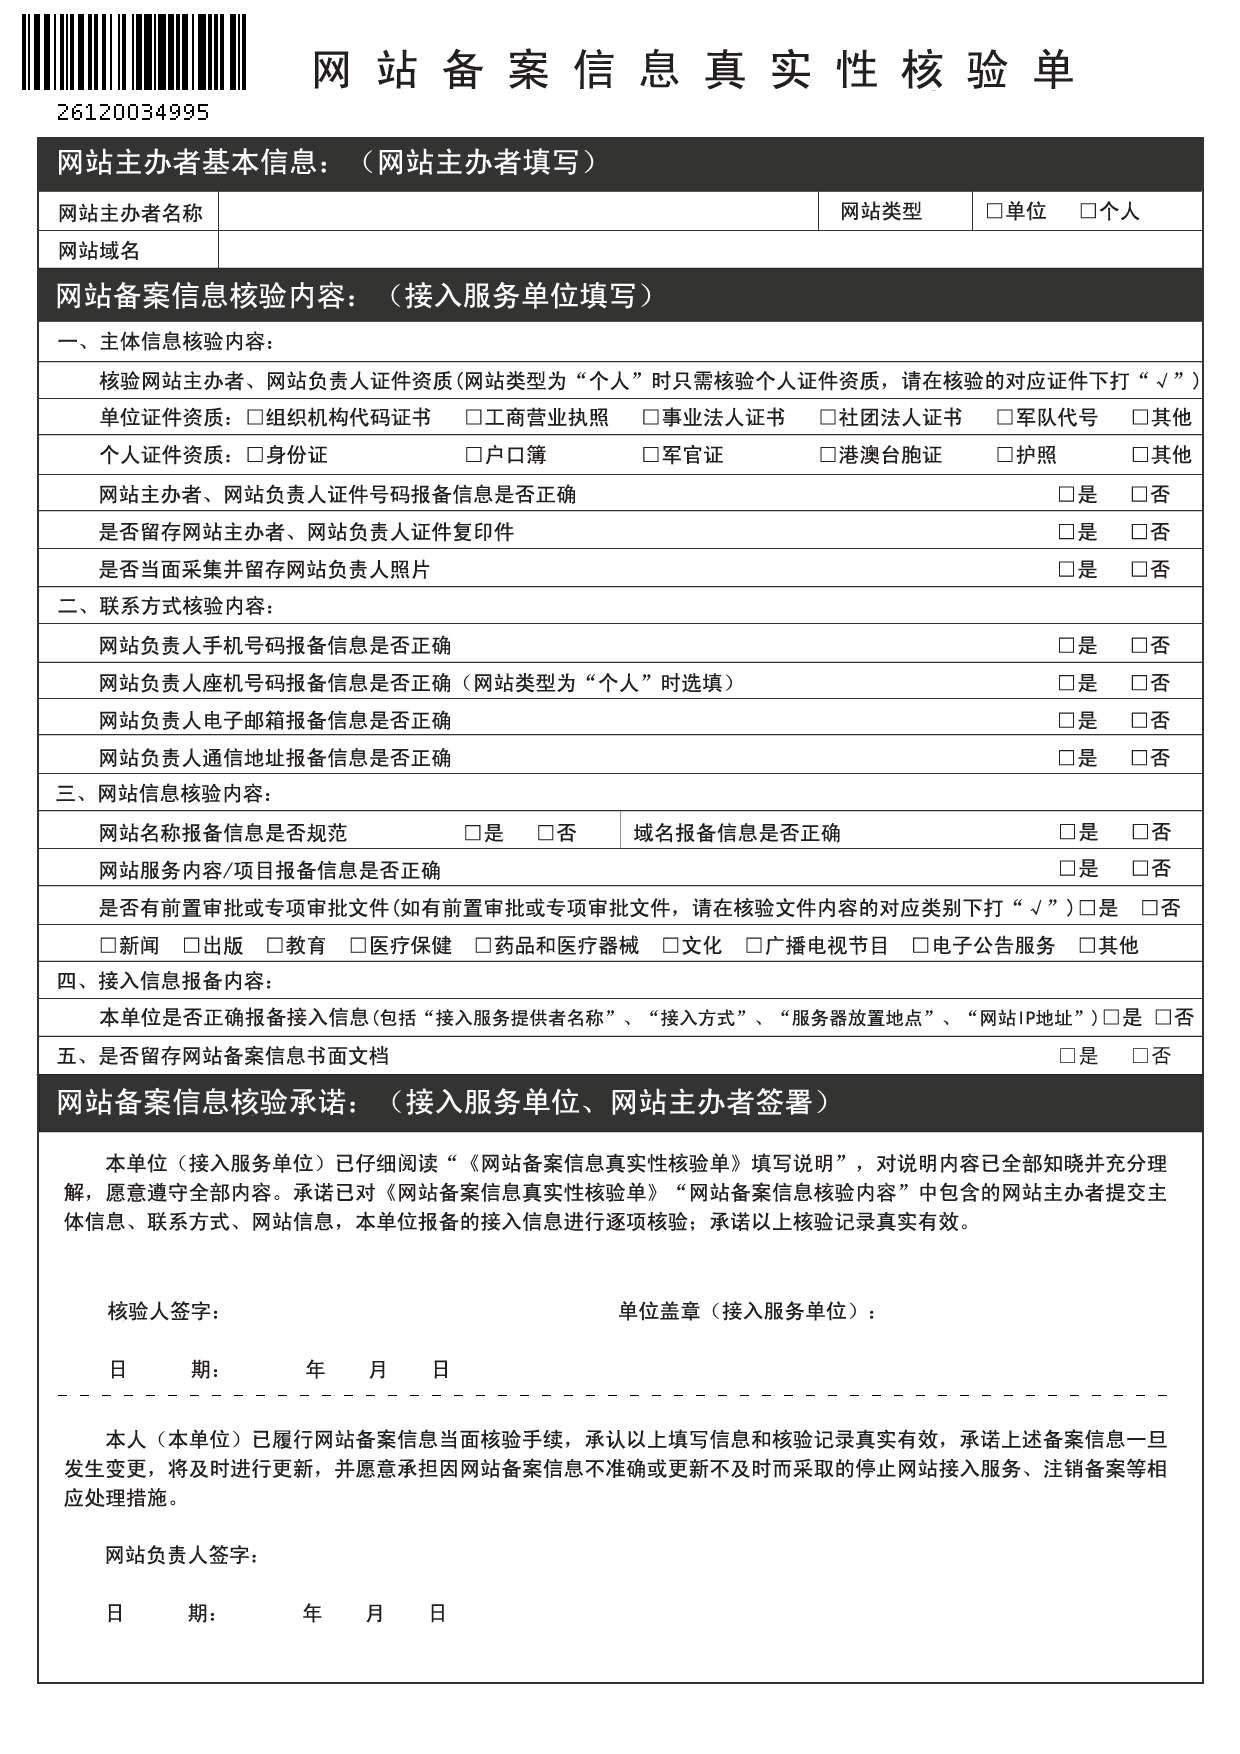 网站备案信息真实性核验单
26120034995
网站主办者基本信息：（网站主办者填写）
网站主办者名称 网站类型 □单位 □个人
网站域名
网站备案信息核验内容：（接入服务单位填写）
一、主体信息核验内容：
核验网站主办者、网站负责人证件资质(网站类型为“个人”时只需核验个人证件资质，请在核验的对应证件下打“√”)
单位证件资质：□组织机构代码证书 □工商营业执照 □事业法人证书 □社团法人证书 □军队代号 □其他
个人证件资质：□身份证 □户口簿 □军官证 □港澳台胞证 □护照 □其他
网站主办者、网站负责人证件号码报备信息是否正确 □是 □否
是否留存网站主办者、网站负责人证件复印件 □是 □否
是否当面采集并留存网站负责人照片 □是 □否
二、联系方式核验内容：
网站负责人手机号码报备信息是否正确 □是 □否
网站负责人座机号码报备信息是否正确（网站类型为“个人”时选填） □是 □否
网站负责人电子邮箱报备信息是否正确 □是 □否
网站负责人通信地址报备信息是否正确 □是 □否
三、网站信息核验内容：
网站名称报备信息是否规范 □是 □否 域名报备信息是否正确 □是 □否
网站服务内容/项目报备信息是否正确 □是 □否
是否有前置审批或专项审批文件(如有前置审批或专项审批文件，请在核验文件内容的对应类别下打“√”)□是 □否
□新闻 □出版 □教育 □医疗保健 □药品和医疗器械 □文化 □广播电视节目 □电子公告服务 □其他
四、接入信息报备内容：
本单位是否正确报备接入信息(包括“接入服务提供者名称”、“接入方式”、“服务器放置地点”、“网站IP地址”)□是 □否
五、是否留存网站备案信息书面文档 □是 □否
网站备案信息核验承诺：（接入服务单位、网站主办者签署）
本单位（接入服务单位）已仔细阅读“《网站备案信息真实性核验单》填写说明”，对说明内容已全部知晓并充分理
解，愿意遵守全部内容。承诺已对《网站备案信息真实性核验单》“网站备案信息核验内容”中包含的网站主办者提交主
体信息、联系方式、网站信息，本单位报备的接入信息进行逐项核验；承诺以上核验记录真实有效。
核验人签字： 单位盖章（接入服务单位）：
日 期： 年 月 日
本人（本单位）已履行网站备案信息当面核验手续，承认以上填写信息和核验记录真实有效，承诺上述备案信息一旦
发生变更，将及时进行更新，并愿意承担因网站备案信息不准确或更新不及时而采取的停止网站接入服务、注销备案等相
应处理措施。
网站负责人签字：
日 期： 年 月 日